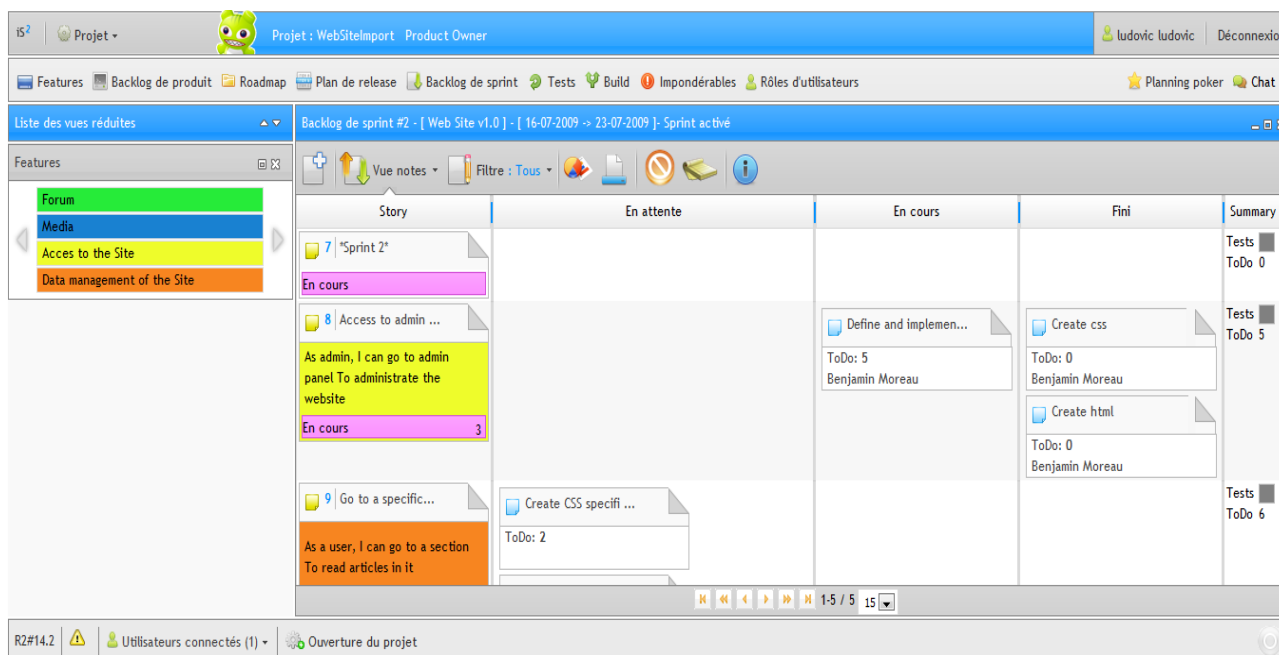 iS²  Projet  Projet : WebSiteImport  Product Owner  ludovic ludovic
Features  Backlog de produit  Roadmap  Plan de release  Backlog de sprint  Tests  Build  Impondérables  Rôles d'utilisateurs  Planning poker  Chat
Liste des vues réduites
Backlog de sprint #2 - [ Web Site v1.0 ] - [ 16-07-2009 -> 23-07-2009 ]- Sprint activé
Features
Forum
Media
Acces to the Site
Data management of the Site
Vue notes  Filtre : Tous
Story  En attente  En cours  Fini  Summary
7 *Sprint 2*
En cours
Tests
ToDo 0
8 Access to admin ...
As admin, I can go to admin
panel To administrate the
website
En cours 3
Define and implemen...
ToDo: 5
Benjamin Moreau
Create css
ToDo: 0
Benjamin Moreau
Create html
ToDo: 0
Benjamin Moreau
Tests
ToDo 5
9 Go to a specific...
As a user, I can go to a section
To read articles in it
Create CSS specifi ...
ToDo: 2
Tests
ToDo 6
1-5 / 5  15
R2#14.2  Utilisateurs connectés (1)  Ouverture du projet